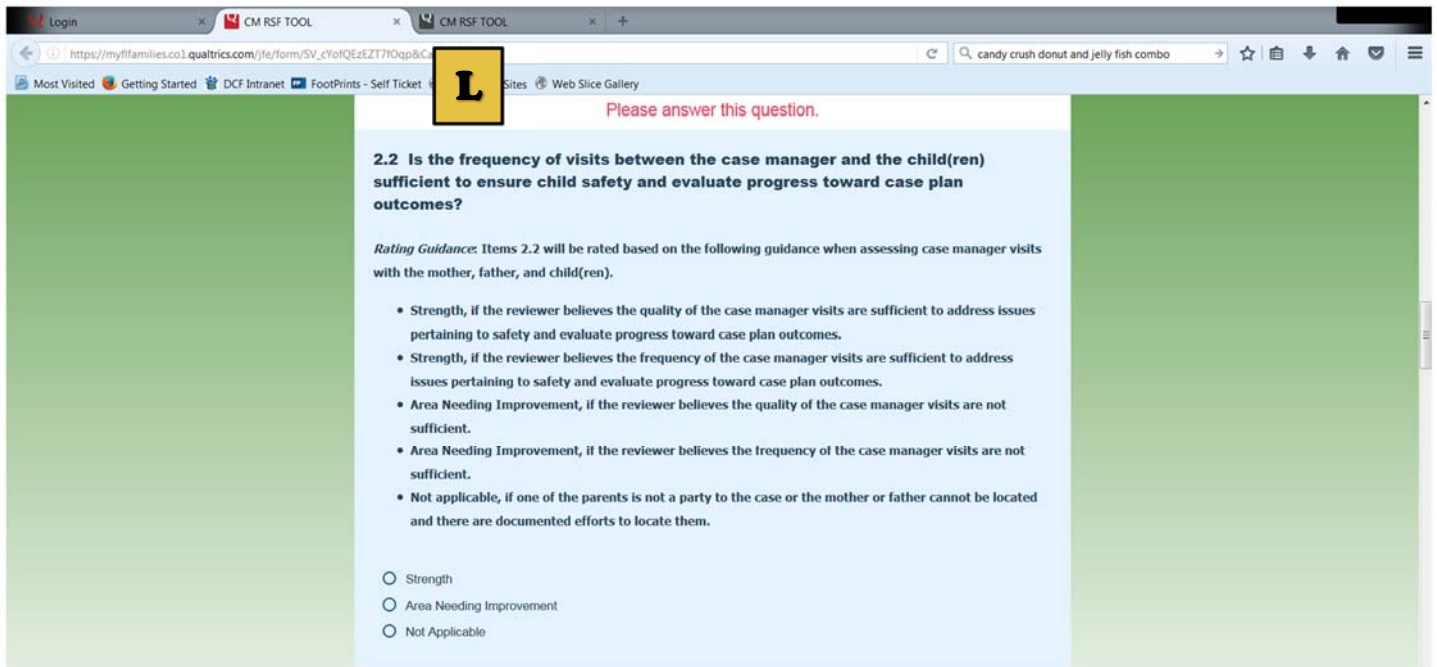 Login
CM RSF TOOL
CM RSF TOOL
https://myflfamilies.co1.qualtrics.com/jfe/form/SV_cYofQEzEZT7fOqp&Ca
candy crush donut and jelly fish combo
Most Visited Getting Started DCF Intranet FootPrints - Self Ticket Sites Web Slice Gallery
L
Please answer this question.
2.2 Is the frequency of visits between the case manager and the child(ren)
sufficient to ensure child safety and evaluate progress toward case plan
outcomes?
Rating Guidance: Items 2.2 will be rated based on the following guidance when assessing case manager visits
with the mother, father, and child(ren).
• Strength, if the reviewer believes the quality of the case manager visits are sufficient to address issues
pertaining to safety and evaluate progress toward case plan outcomes.
• Strength, if the reviewer believes the frequency of the case manager visits are sufficient to address
issues pertaining to safety and evaluate progress toward case plan outcomes.
• Area Needing Improvement, if the reviewer believes the quality of the case manager visits are not
sufficient.
• Area Needing Improvement, if the reviewer believes the frequency of the case manager visits are not
sufficient.
• Not applicable, if one of the parents is not a party to the case or the mother or father cannot be located
and there are documented efforts to locate them.
Strength
Area Needing Improvement
Not Applicable